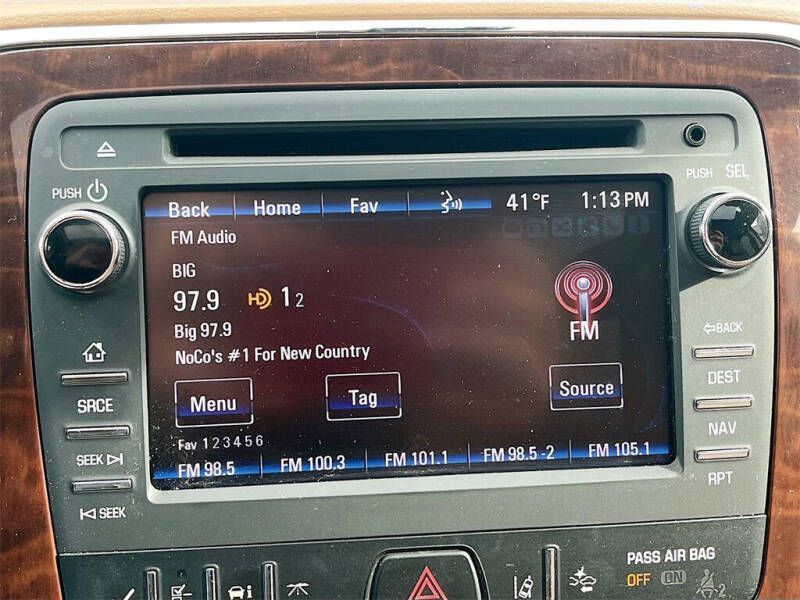 PUSH
PUSH SEL
Back Home Fav 41°F 1:13 PM
FM Audio
BIG
97.9 HD 1 2
Big 97.9
NoCo's #1 For New Country
FM
Menu Tag Source
Fav 1 2 3 4 5 6
FM 98.5 FM 100.3 FM 101.1 FM 98.5 -2 FM 105.1
SRCE
SEEK
SEEK
BACK
DEST
NAV
RPT
PASS AIR BAG
OFF ON 2